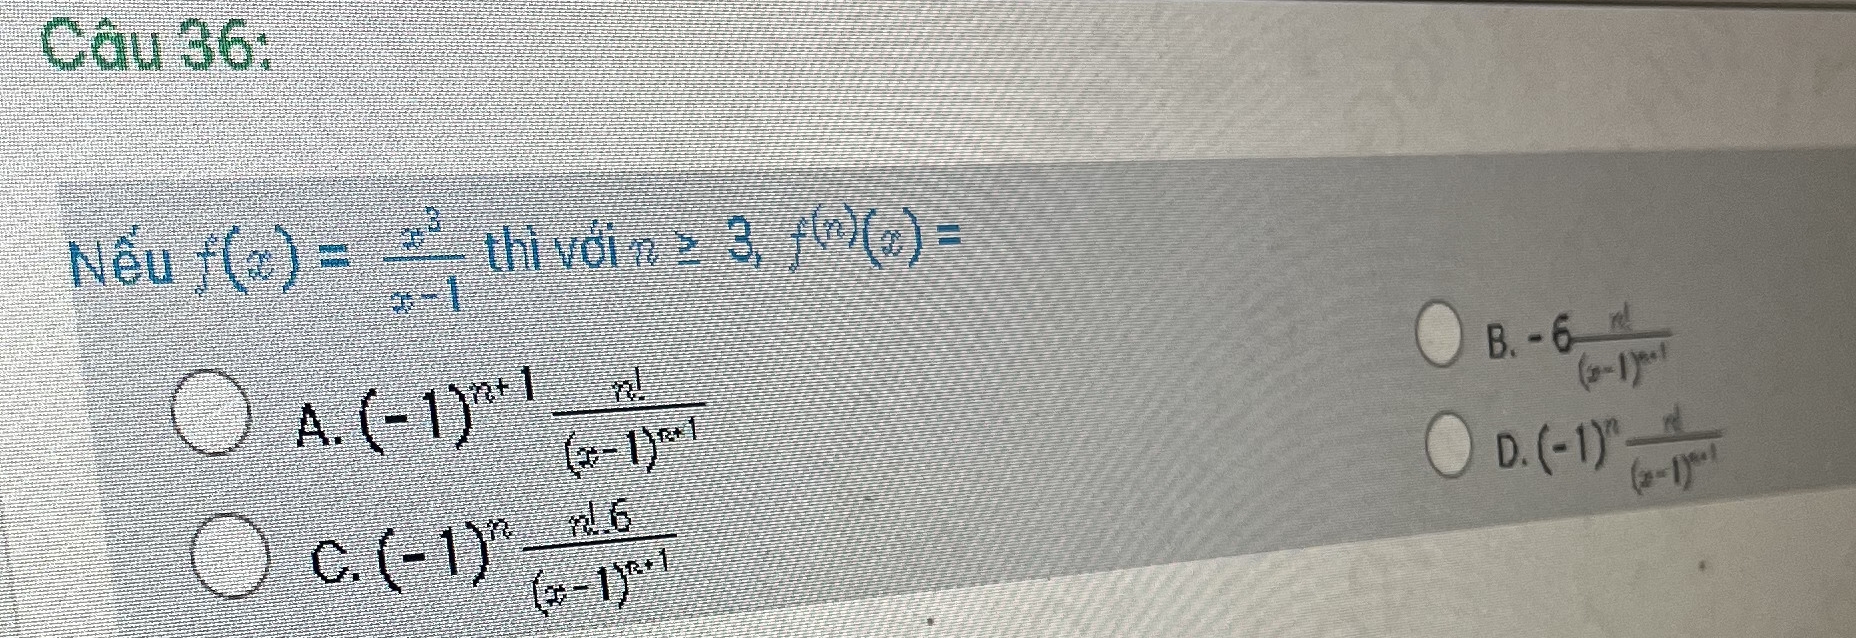 Câu 36:
Nếu f(x) = x³/(x−1) thì với n ≥ 3, f⁽ⁿ⁾(x) =
A. (-1)ⁿ⁺¹ n!/(x−1)ⁿ⁺¹
B. - 6 n!/(x−1)ⁿ⁺¹
C. (-1)ⁿ n!.6/(x−1)ⁿ⁺¹
D. (-1)ⁿ n!/(x−1)ⁿ⁺¹